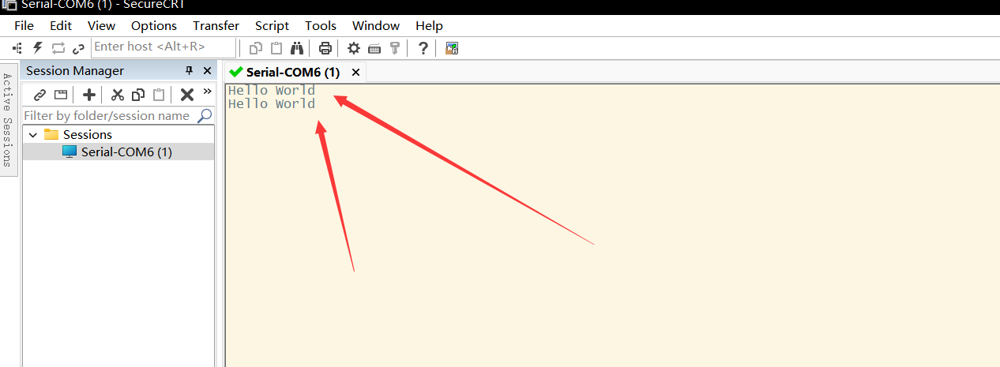 Serial-COM6 (1) - SecureCRT
File Edit View Options Transfer Script Tools Window Help
Enter host <Alt+R>
Active Sessions
Session Manager
Serial-COM6 (1)
Filter by folder/session name
Sessions
Serial-COM6 (1)
Hello World
Hello World